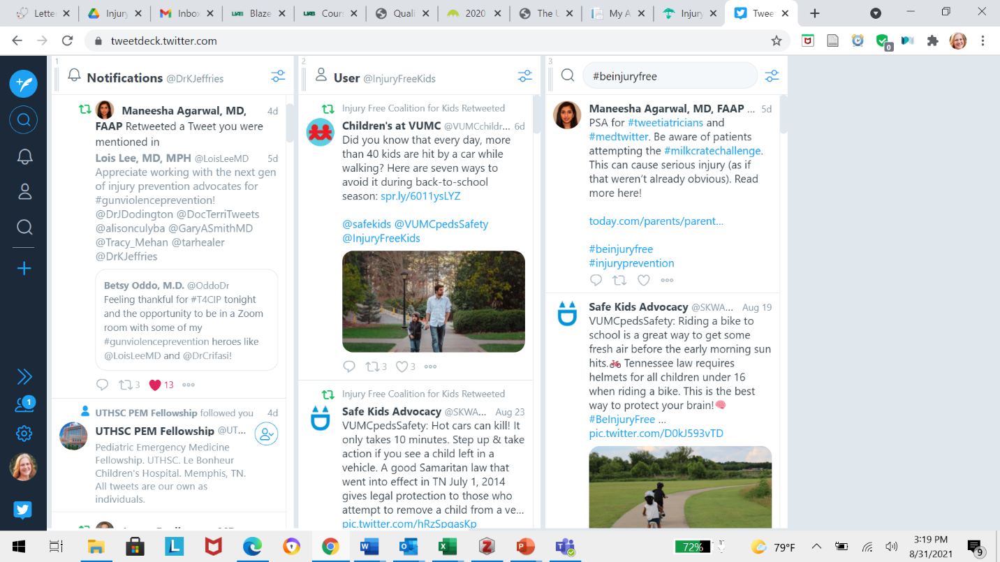 Letter
Injury
Inbox
UAB
Blaze
UAB
Cours
Quali
2020
The U
My A
Injury
Twee
tweetdeck.twitter.com
0
1
Notifications @DrKJeffries
Maneesha Agarwal, MD, 4d
FAAP Retweeted a Tweet you were
mentioned in
Lois Lee, MD, MPH @LoisLeeMD 5d
Appreciate working with the next gen
of injury prevention advocates for
#gunviolenceprevention!
@DrJDodington @DocTerriTweets
@alisonculyba @GaryASmithMD
@Tracy_Mehan @tarhealer
@DrKJeffries
Betsy Oddo, M.D. @OddoDr
Feeling thankful for #T4CIP tonight
and the opportunity to be in a Zoom
room with some of my
#gunviolenceprevention heroes like
@LoisLeeMD and @DrCrifasi!
3 13
UTHSC PEM Fellowship followed you 4d
UTHSC PEM Fellowship @UT...
Pediatric Emergency Medicine
Fellowship. UTHSC. Le Bonheur
Children's Hospital. Memphis, TN.
All tweets are our own as
individuals.
2
User @InjuryFreeKids
Injury Free Coalition for Kids Retweeted
Children's at VUMC @VUMCchildr... 6d
Did you know that every day, more
than 40 kids are hit by a car while
walking? Here are seven ways to
avoid it during back-to-school
season: spr.ly/6011ysLYZ
@safekids @VUMCpedsSafety
@InjuryFreeKids
3 3
Injury Free Coalition for Kids Retweeted
Safe Kids Advocacy @SKWA... Aug 23
VUMCpedsSafety: Hot cars can kill! It
only takes 10 minutes. Step up & take
action if you see a child left in a
vehicle. A good Samaritan law that
went into effect in TN July 1, 2014
gives legal protection to those who
attempt to remove a child from a ve...
pic.twitter.com/hRzSpqasKp
3
#beinjuryfree
Maneesha Agarwal, MD, FAAP ... 5d
PSA for #tweetiatricians and
#medtwitter. Be aware of patients
attempting the #milkcratechallenge.
This can cause serious injury (as if
that weren't already obvious). Read
more here!
today.com/parents/parent...
#beinjuryfree
#injuryprevention
Safe Kids Advocacy @SKWA... Aug 19
VUMCpedsSafety: Riding a bike to
school is a great way to get some
fresh air before the early morning sun
hits.🚲 Tennessee law requires
helmets for all children under 16
when riding a bike. This is the best
way to protect your brain!🧠
#BeInjuryFree ...
pic.twitter.com/D0kJ593vTD
1
72%
79°F
3:19 PM
8/31/2021
9